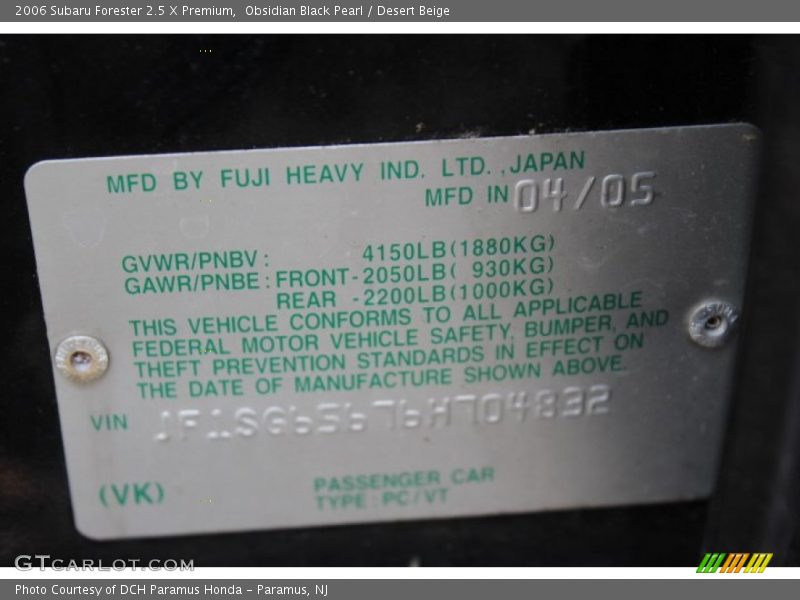 2006 Subaru Forester 2.5 X Premium,  Obsidian Black Pearl / Desert Beige
MFD BY FUJI HEAVY IND. LTD. ,JAPAN
MFD IN 04/05
GVWR/PNBV: 4150LB(1880KG)
GAWR/PNBE:FRONT-2050LB( 930KG)
REAR -2200LB(1000KG)
THIS VEHICLE CONFORMS TO ALL APPLICABLE
FEDERAL MOTOR VEHICLE SAFETY, BUMPER, AND
THEFT PREVENTION STANDARDS IN EFFECT ON
THE DATE OF MANUFACTURE SHOWN ABOVE.
VIN JF1SG65676H704832
(VK)
PASSENGER CAR
TYPE:PC/VT
GTCARLOT.COM
Photo Courtesy of DCH Paramus Honda - Paramus, NJ